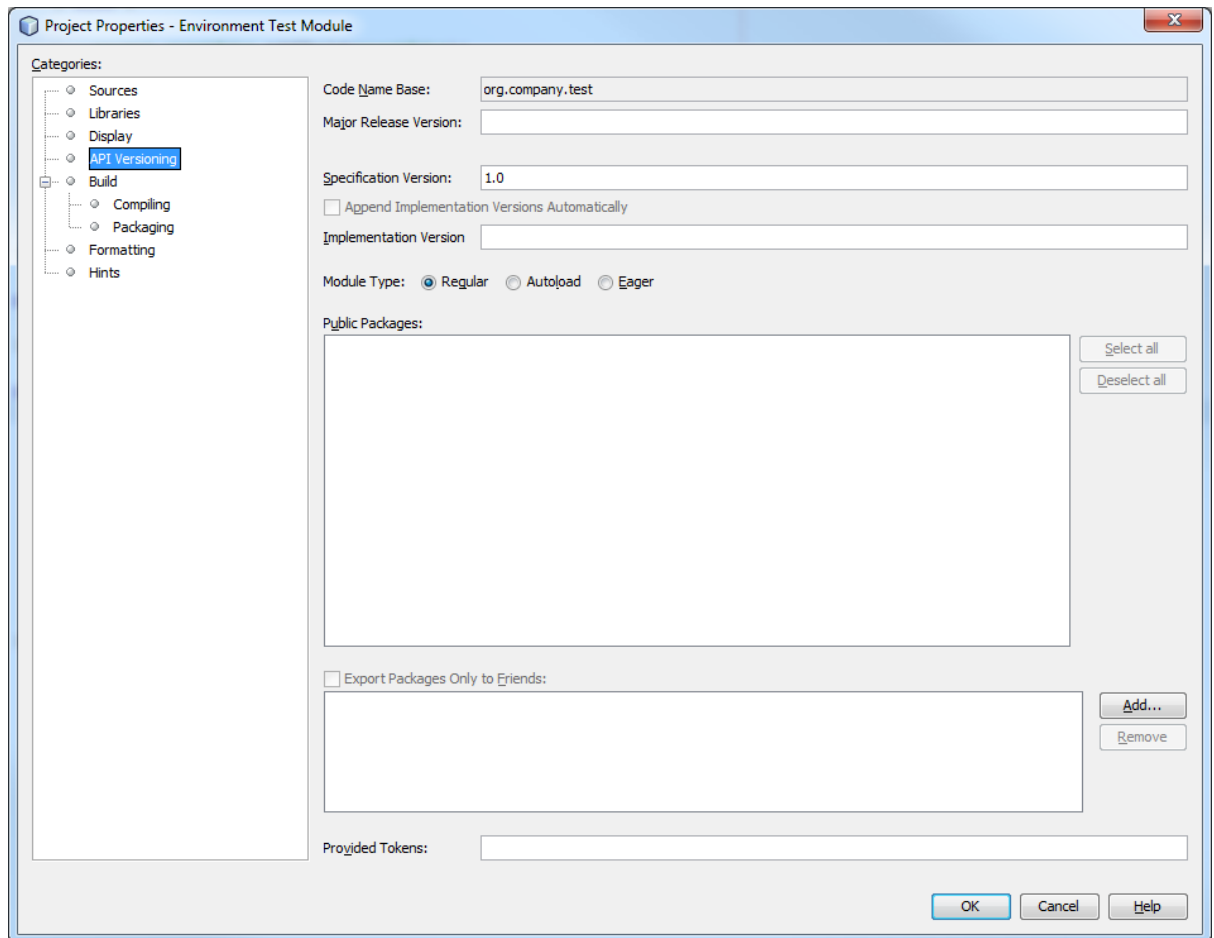 Project Properties - Environment Test Module
Categories:
Sources
Libraries
Display
API Versioning
Build
Compiling
Packaging
Formatting
Hints
Code Name Base: org.company.test
Major Release Version:
Specification Version: 1.0
Append Implementation Versions Automatically
Implementation Version
Module Type: Regular Autoload Eager
Public Packages:
Select all
Deselect all
Export Packages Only to Friends:
Add...
Remove
Provided Tokens:
OK Cancel Help